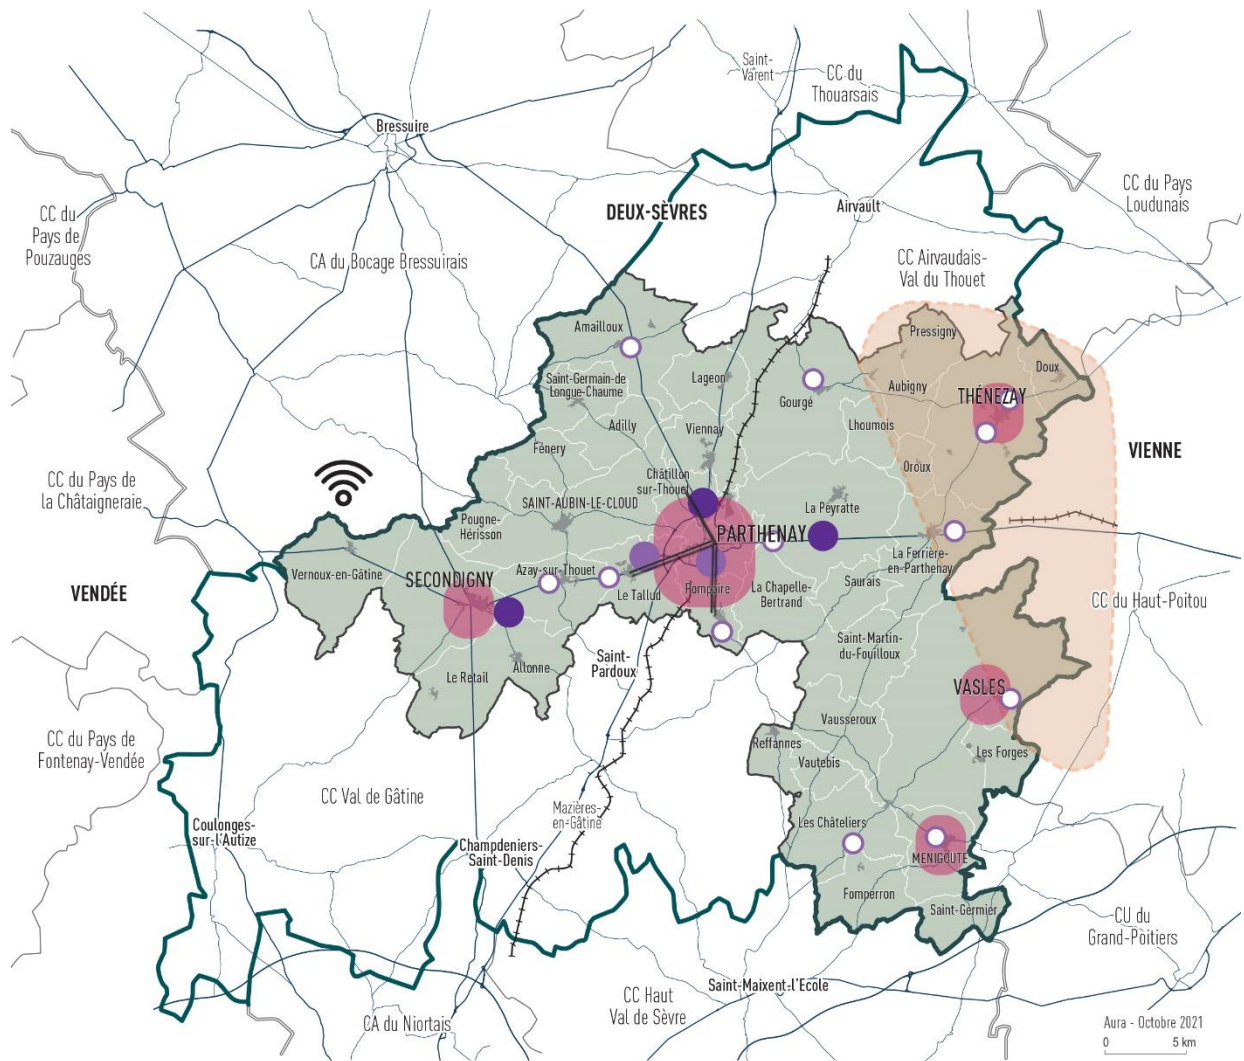 Saint-
Varent
CC du
Thouarsais
Bressuire
CC du Pays
Loudunais
DEUX-SÈVRES
Airvault
CC du
Pays de
Pouzauges
CA du Bocage Bressuirais
CC Airvaudais-
Val du Thouet
Amailloux
Pressigny
Doux
Saint-Germain-de
Longue-Chaume
Lageon
Aubigny
Gourgé
THÉNEZAY
Adilly
Viennay
Lhoumois
Fénery
VIENNE
Oroux
CC du Pays de
la Châtaigneraie
Châtillon
sur-Thouet
SAINT-AUBIN-LE-CLOUD
La Peyratte
Pougne-
Hérisson
PARTHENAY
La Ferrière-
en-Parthenay
Vernoux-en-Gâtine
SECONDIGNY
Azay-sur-Thouet
Saurais
VENDÉE
Le Tallud
Pompaire
La Chapelle-
Bertrand
CC du Haut-Poitou
Saint-Martin-
du-Fouilloux
Saint-
Pardoux
Allonne
Le Retail
VASLES
Vausseroux
CC du Pays de
Fontenay-Vendée
Reffannes
Les Forges
Vautebis
CC Val de Gâtine
Mazières-
en-Gâtine
Coulonges-
sur-l'Autize
Les Châteliers
Champdeniers-
Saint-Denis
MENIGOUTE
Fomperron
Saint-Germier
CU du
Grand-Poitiers
Saint-Maixent-l'Ecole
CC Haut
Val de Sèvre
CA du Niortais
Aura - Octobre 2021
0 5 km